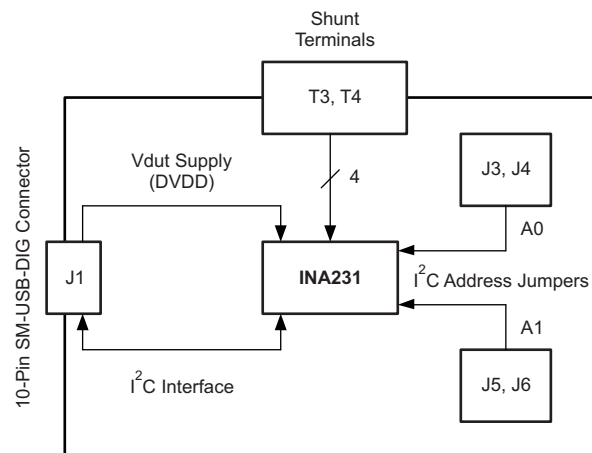 Shunt
Terminals
T3, T4
Vdut Supply
(DVDD)
4
J3, J4
A0
10-Pin SM-USB-DIG Connector
J1
INA231
I²C Address Jumpers
A1
I²C Interface
J5, J6